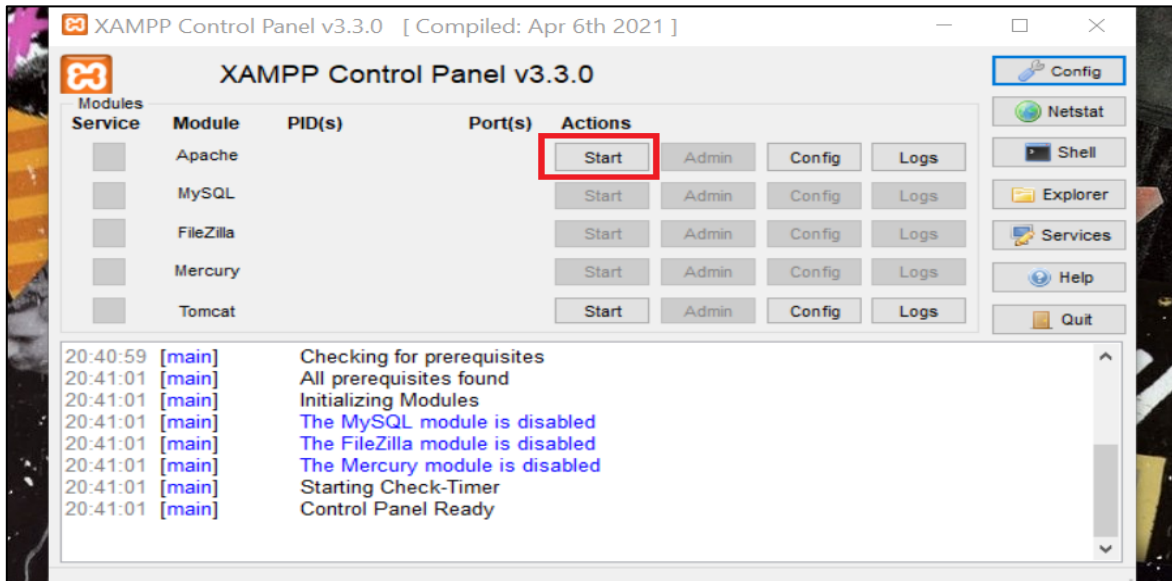 XAMPP Control Panel v3.3.0 [ Compiled: Apr 6th 2021 ]
XAMPP Control Panel v3.3.0
Config
Modules
Service Module PID(s) Port(s) Actions
Netstat
Apache Start Admin Config Logs
Shell
MySQL Start Admin Config Logs
Explorer
FileZilla Start Admin Config Logs
Services
Mercury Start Admin Config Logs
Help
Tomcat Start Admin Config Logs
Quit
20:40:59 [main] Checking for prerequisites
20:41:01 [main] All prerequisites found
20:41:01 [main] Initializing Modules
20:41:01 [main] The MySQL module is disabled
20:41:01 [main] The FileZilla module is disabled
20:41:01 [main] The Mercury module is disabled
20:41:01 [main] Starting Check-Timer
20:41:01 [main] Control Panel Ready